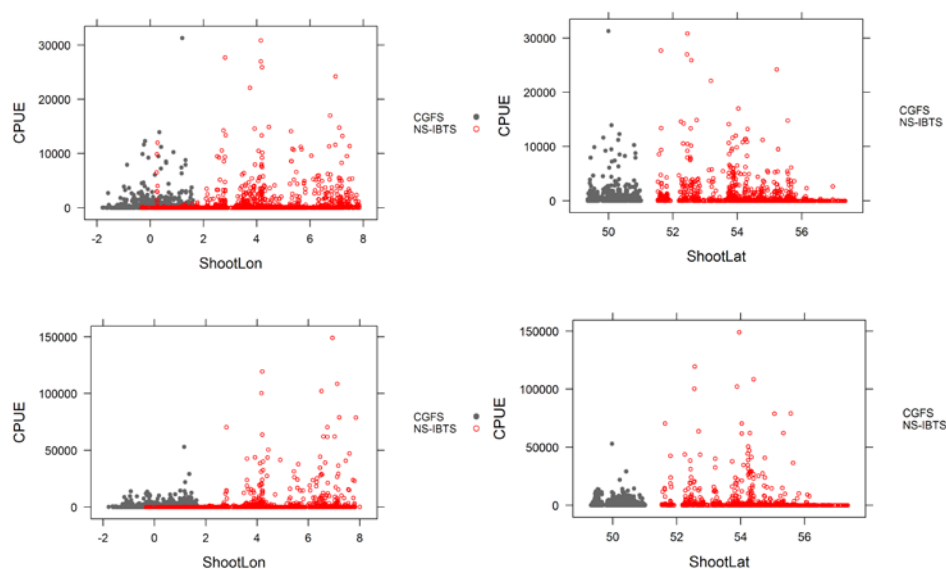 30000
20000
10000
0
CPUE
-2 0 2 4 6 8
ShootLon
CGFS
NS-IBTS
30000
20000
10000
0
CPUE
50 52 54 56
ShootLat
CGFS
NS-IBTS
150000
100000
50000
0
CPUE
-2 0 2 4 6 8
ShootLon
CGFS
NS-IBTS
150000
100000
50000
0
CPUE
50 52 54 56
ShootLat
CGFS
NS-IBTS